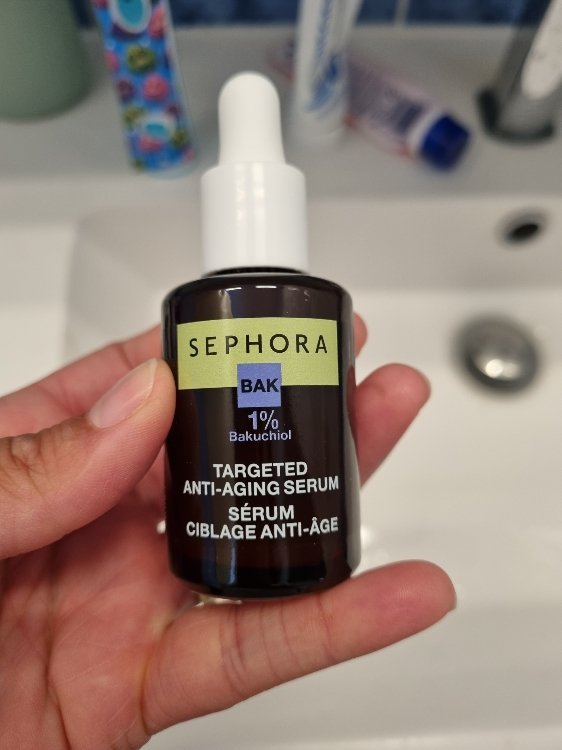 SEPHORA
BAK
1%
Bakuchiol
TARGETED
ANTI-AGING SERUM
SÉRUM
CIBLAGE ANTI-ÂGE